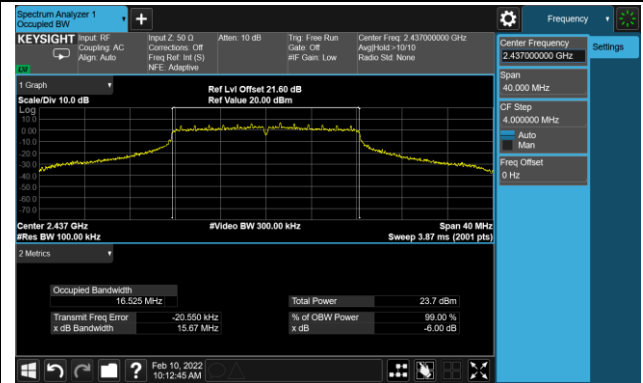 Spectrum Analyzer 1
Occupied BW
Frequency
KEYSIGHT
Input: RF
Coupling: AC
Align: Auto
Input Z: 50 Ω
Corrections: Off
Freq Ref: Int (S)
NFE: Adaptive
Atten: 10 dB
Trig: Free Run
Gate: Off
#IF Gain: Low
Center Freq: 2.437000000 GHz
Avg|Hold:>10/10
Radio Std: None
Center Frequency
2.437000000 GHz
Settings
Span
40.000 MHz
CF Step
4.000000 MHz
Auto
Man
Freq Offset
0 Hz
1 Graph
Scale/Div 10.0 dB
Ref Lvl Offset 21.60 dB
Ref Value 20.00 dBm
Log
10.0
0.00
-10.0
-20.0
-30.0
-40.0
-50.0
-60.0
-70.0
Center 2.437 GHz
#Video BW 300.00 kHz
Span 40 MHz
#Res BW 100.00 kHz
Sweep 3.87 ms (2001 pts)
2 Metrics
Occupied Bandwidth
16.525 MHz
Total Power
23.7 dBm
Transmit Freq Error
-20.550 kHz
% of OBW Power
99.00 %
x dB Bandwidth
15.67 MHz
x dB
-6.00 dB
?
Feb 10, 2022
10:12:45 AM